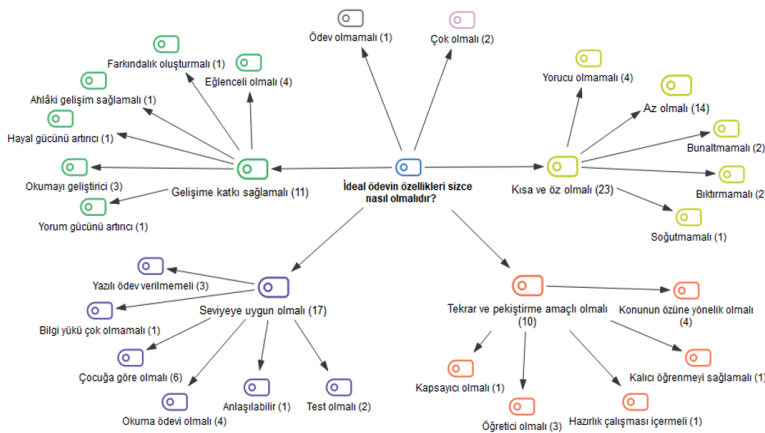 Ödev olmamalı (1)
Çok olmalı (2)
Farkındalık oluşturmalı (1)
Eğlenceli olmalı (4)
Ahlâki gelişim sağlamalı (1)
Hayal gücünü artırıcı (1)
Okumayı geliştirici (3)
Yorum gücünü artırıcı (1)
Gelişime katkı sağlamalı (11)
İdeal ödevin özellikleri sizce
nasıl olmalıdır?
Kısa ve öz olmalı (23)
Yorucu olmamalı (4)
Az olmalı (14)
Bunaltmamalı (2)
Bıktırmamalı (2)
Soğutmamalı (1)
Seviyeye uygun olmalı (17)
Yazılı ödev verilmemeli (3)
Bilgi yükü çok olmamalı (1)
Çocuğa göre olmalı (6)
Okuma ödevi olmalı (4)
Anlaşılabilir (1)
Test olmalı (2)
Tekrar ve pekiştirme amaçlı olmalı
(10)
Konunun özüne yönelik olmalı
(4)
Kalıcı öğrenmeyi sağlamalı (1)
Hazırlık çalışması içermeli (1)
Öğretici olmalı (3)
Kapsayıcı olmalı (1)